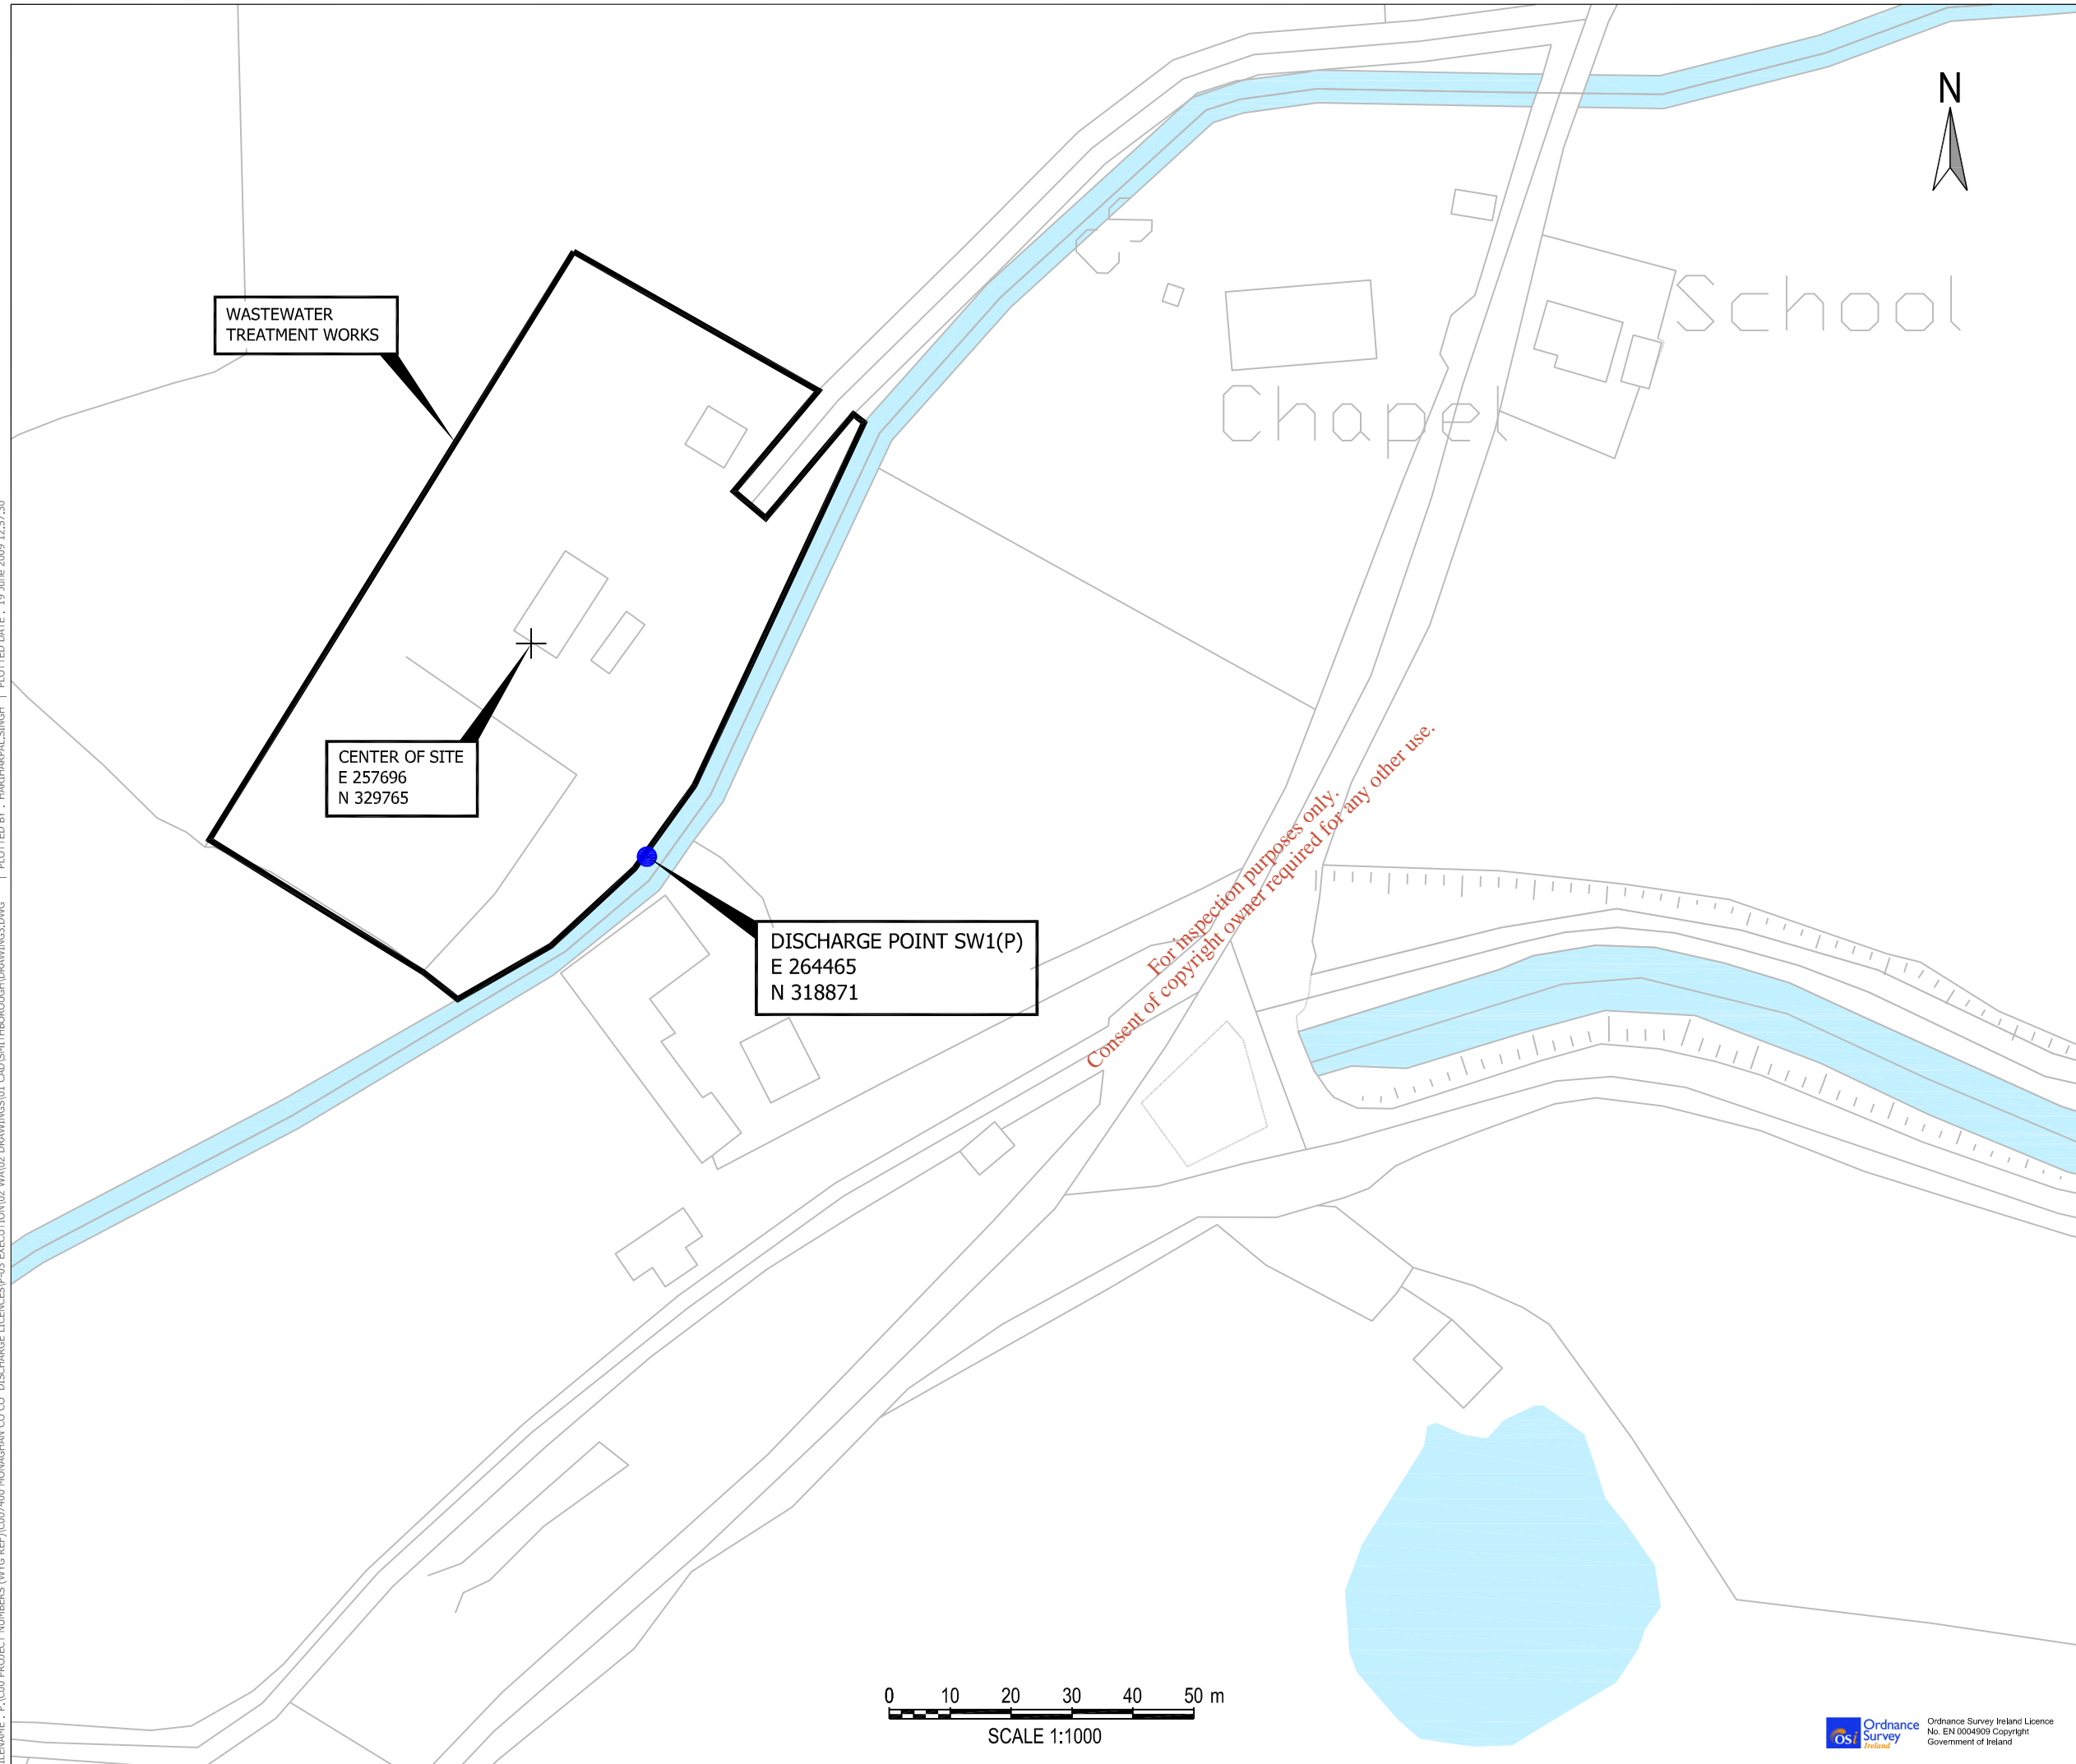 N
WASTEWATER
TREATMENT WORKS
School
Chapel
CENTER OF SITE
E 257696
N 329765
For inspection purposes only.
Consent of copyright owner required for any other use.
DISCHARGE POINT SW1(P)
E 264465
N 318871
0 10 20 30 40 50 m
SCALE 1:1000
OSi Ordnance Survey Ireland
Ordnance Survey Ireland Licence
No. EN 0004909 Copyright
Government of Ireland